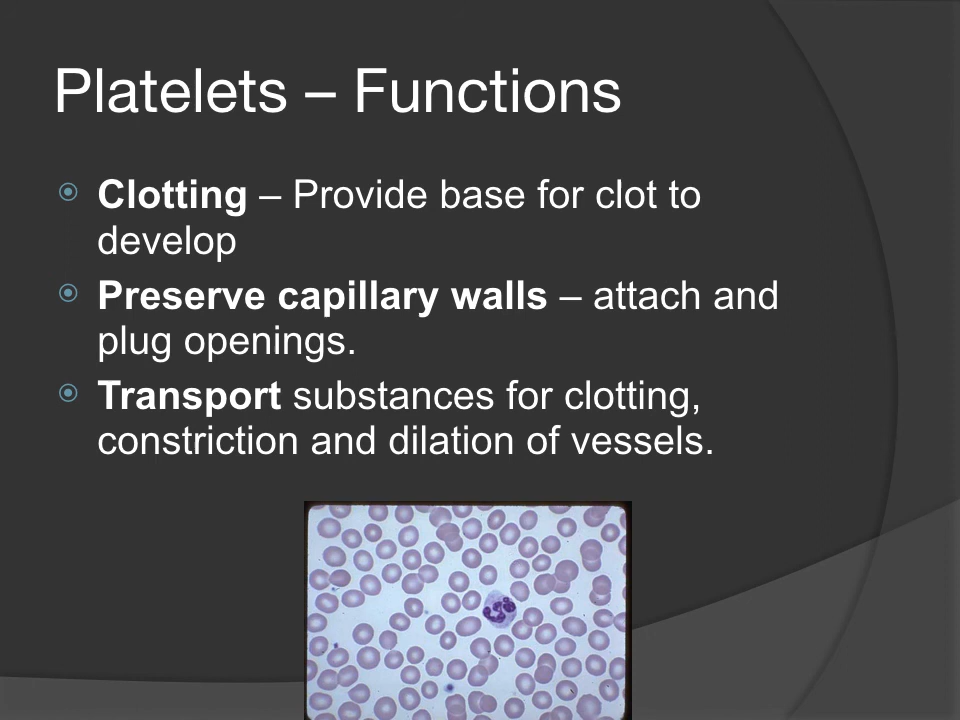 Platelets – Functions
Clotting – Provide base for clot to
develop
Preserve capillary walls – attach and
plug openings.
Transport substances for clotting,
constriction and dilation of vessels.